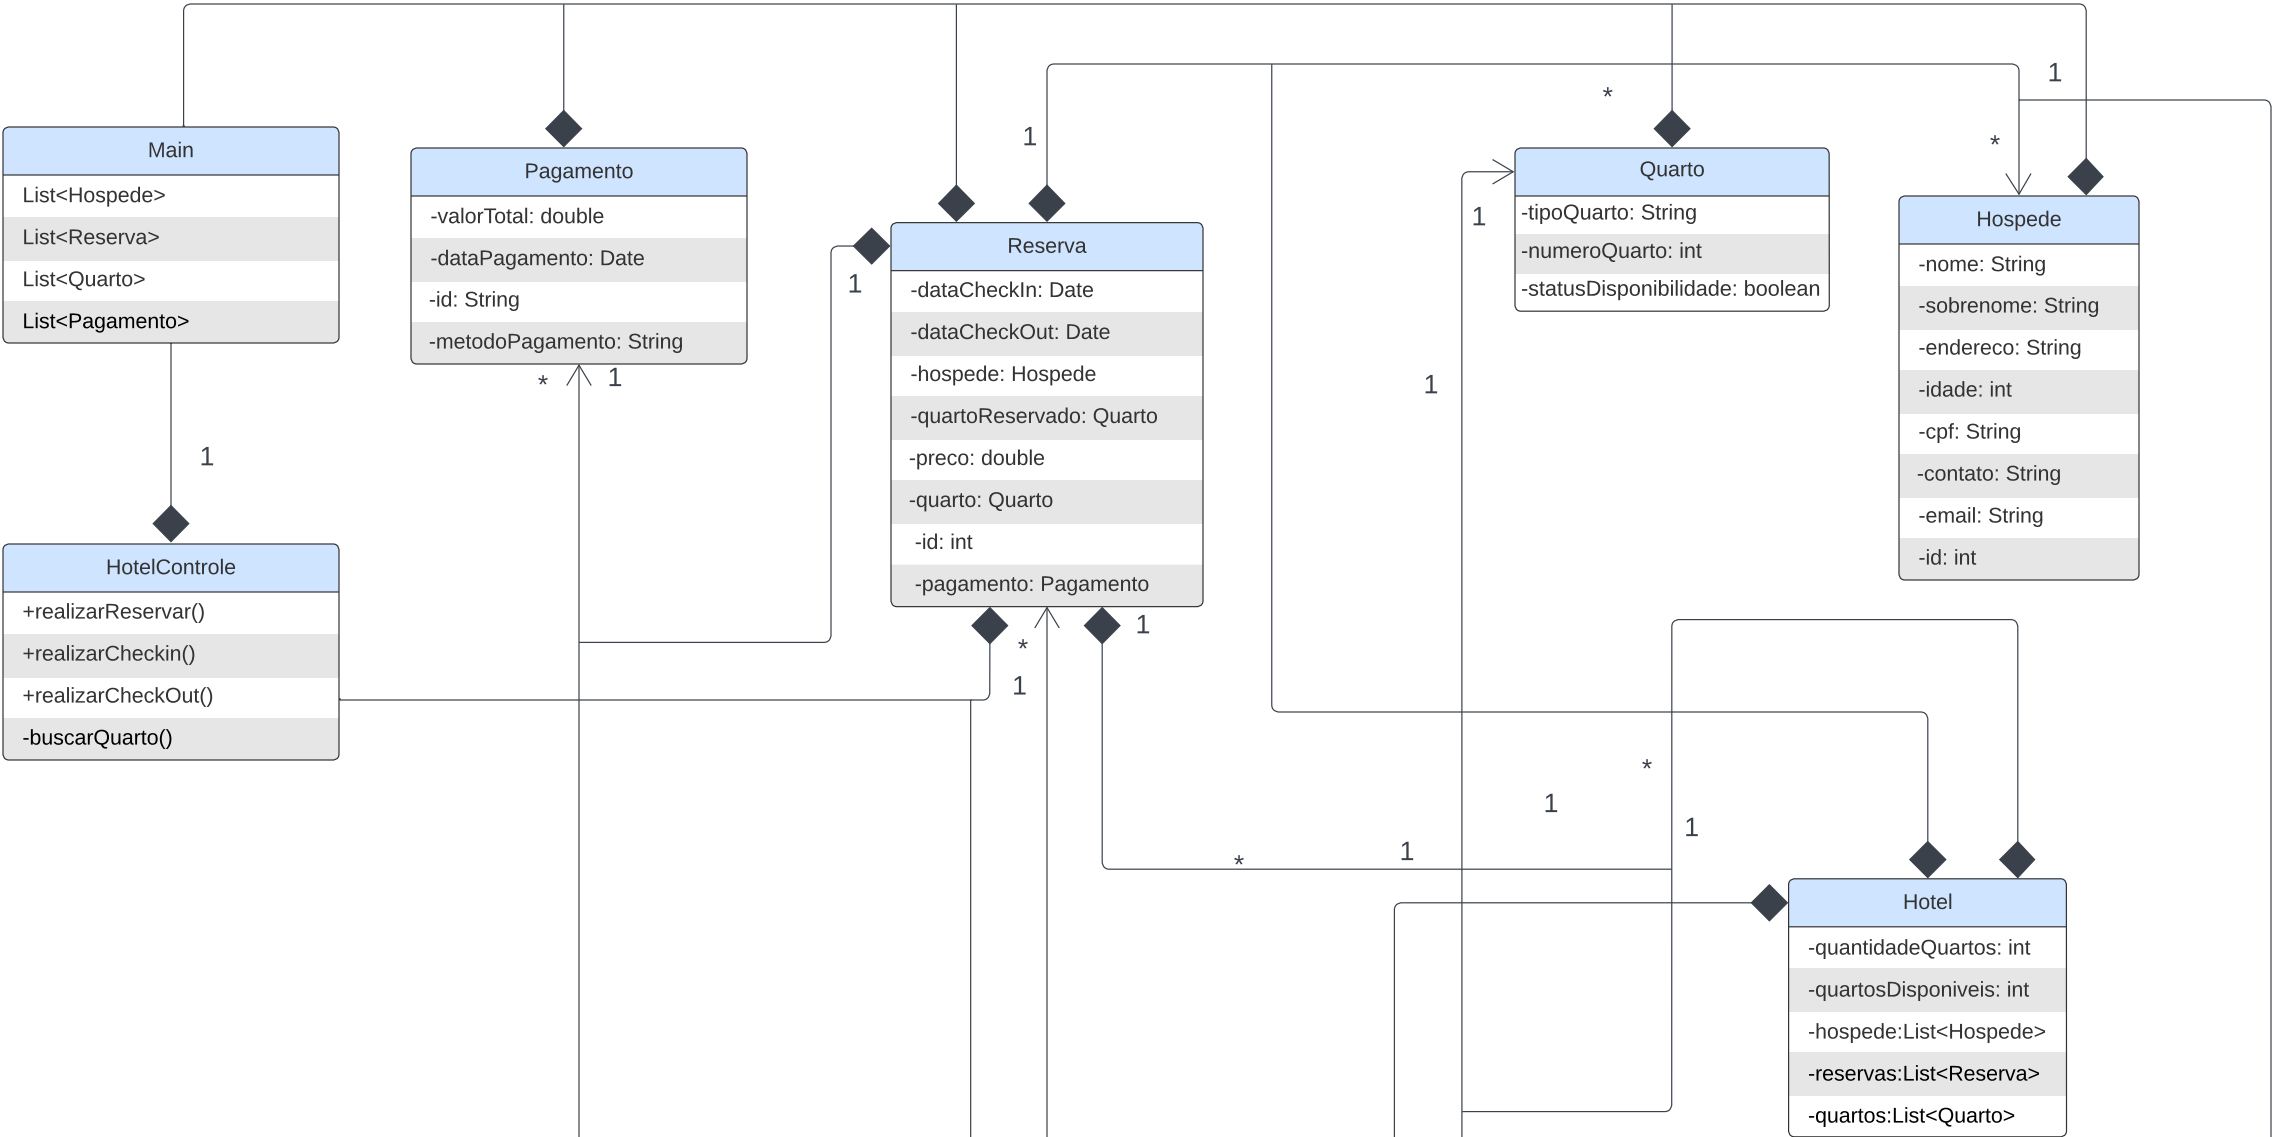 Main
List<Hospede>
List<Reserva>
List<Quarto>
List<Pagamento>
1
HotelControle
+realizarReservar()
+realizarCheckin()
+realizarCheckOut()
-buscarQuarto()
Pagamento
-valorTotal: double
-dataPagamento: Date
-id: String
-metodoPagamento: String
* 1
1
1
Reserva
-dataCheckIn: Date
-dataCheckOut: Date
-hospede: Hospede
-quartoReservado: Quarto
-preco: double
-quarto: Quarto
-id: int
-pagamento: Pagamento
* 1
1
*
1
Quarto
-tipoQuarto: String
-numeroQuarto: int
-statusDisponibilidade: boolean
1
1
*
Hospede
-nome: String
-sobrenome: String
-endereco: String
-idade: int
-cpf: String
-contato: String
-email: String
-id: int
*
1
1
* 1
Hotel
-quantidadeQuartos: int
-quartosDisponiveis: int
-hospede:List<Hospede>
-reservas:List<Reserva>
-quartos:List<Quarto>